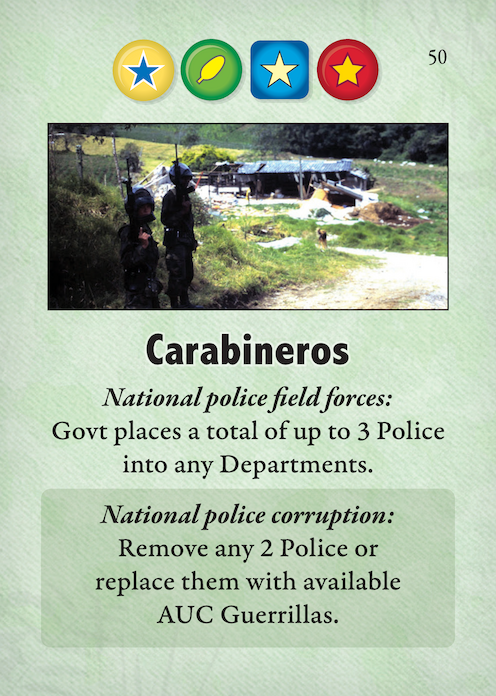 50
Carabineros
National police field forces:
Govt places a total of up to 3 Police
into any Departments.
National police corruption:
Remove any 2 Police or
replace them with available
AUC Guerrillas.